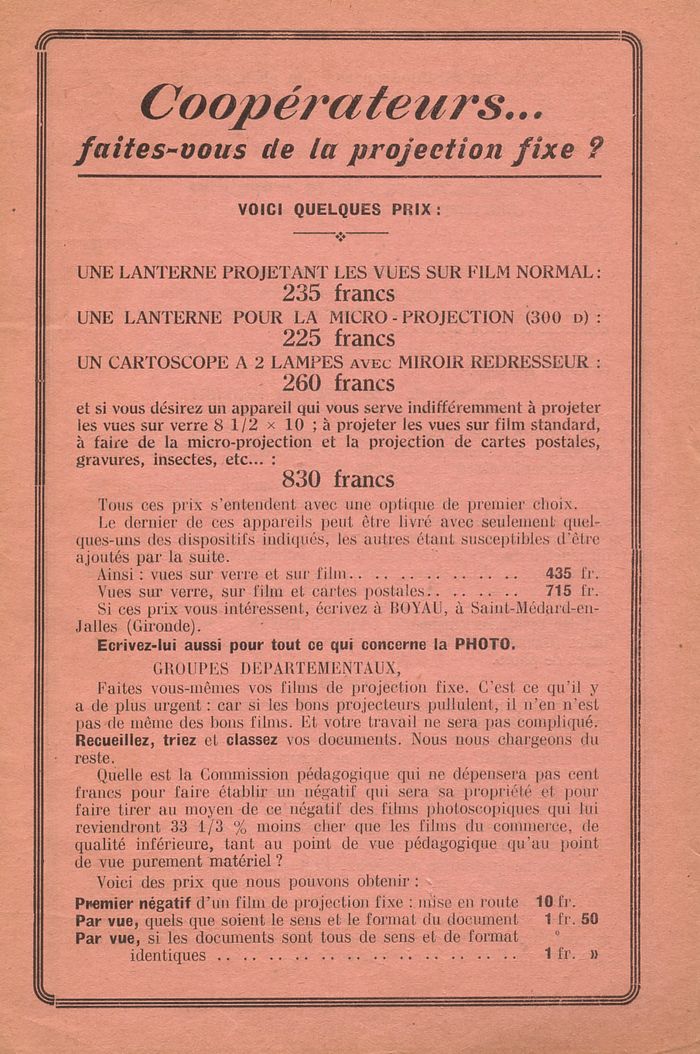 Coopérateurs...
faites-vous de la projection fixe ?
VOICI QUELQUES PRIX :
UNE LANTERNE PROJETANT LES VUES SUR FILM NORMAL :
235 francs
UNE LANTERNE POUR LA MICRO-PROJECTION (300 D) :
225 francs
UN CARTOSCOPE A 2 LAMPES AVEC MIROIR REDRESSEUR :
260 francs
et si vous désirez un appareil qui vous serve indifféremment à projeter
les vues sur verre 8 1/2 × 10 ; à projeter les vues sur film standard,
à faire de la micro-projection et la projection de cartes postales,
gravures, insectes, etc... :
830 francs
Tous ces prix s'entendent avec une optique de premier choix.
Le dernier de ces appareils peut être livré avec seulement quel-
ques-uns des dispositifs indiqués, les autres étant susceptibles d'être
ajoutés par la suite.
Ainsi : vues sur verre et sur film.. .. .. .. .. .. .. .. .. 435 fr.
Vues sur verre, sur film et cartes postales.. .. .. .. .. 715 fr.
Si ces prix vous intéressent, écrivez à BOYAU, à Saint-Médard-en-
Jalles (Gironde).
Ecrivez-lui aussi pour tout ce qui concerne la PHOTO.
GROUPES DEPARTEMENTAUX,
Faites vous-mêmes vos films de projection fixe. C'est ce qu'il y
a de plus urgent : car si les bons projecteurs pullulent, il n'en n'est
pas de même des bons films. Et votre travail ne sera pas compliqué.
Recueillez, triez et classez vos documents. Nous nous chargeons du
reste.
Quelle est la Commission pédagogique qui ne dépensera pas cent
francs pour faire établir un négatif qui sera sa propriété et pour
faire tirer au moyen de ce négatif des films photoscopiques qui lui
reviendront 33 1/3 % moins cher que les films du commerce, de
qualité inférieure, tant au point de vue pédagogique qu'au point
de vue purement matériel ?
Voici des prix que nous pouvons obtenir :
Premier négatif d'un film de projection fixe : mise en route 10 fr.
Par vue, quels que soient le sens et le format du document 1 fr. 50
Par vue, si les documents sont tous de sens et de format
identiques .. .. .. .. .. .. .. .. .. .. .. .. .. .. .. 1 fr. »